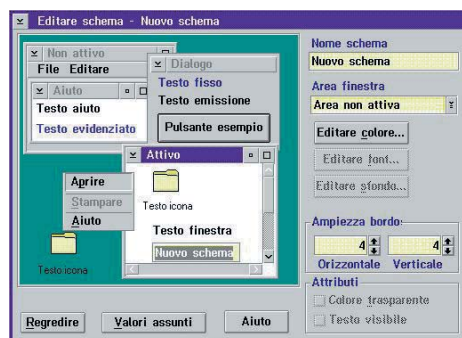 Editare schema - Nuovo schema
Non attivo
File Editare
Aiuto
Testo aiuto
Testo evidenziato
Dialogo
Testo fisso
Testo emissione
Pulsante esempio
Attivo
Testo icona
Testo finestra
Nuovo schema
Aprire
Stampare
Aiuto
Testo icona
Nome schema
Nuovo schema
Area finestra
Area non attiva
Editare colore...
Editare font...
Editare sfondo...
Ampiezza bordo:
4 4
Orizzontale Verticale
Attributi
Colore trasparente
Testo visibile
Regredire Valori assunti Aiuto